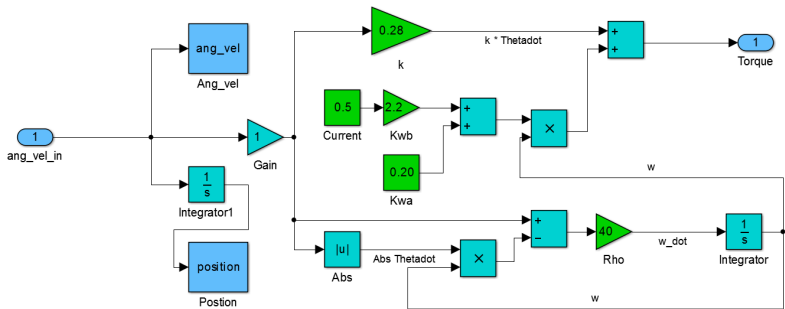 0.28
k
k * Thetadot
+
+
1
Torque
ang_vel
Ang_vel
0.5
Current
2.2
Kwb
+
+
×
1
ang_vel_in
1
Gain
0.20
Kwa
w
1
s
Integrator1
position
Postion
|u|
Abs
Abs Thetadot
×
+
−
40
Rho
w_dot
1
s
Integrator
w